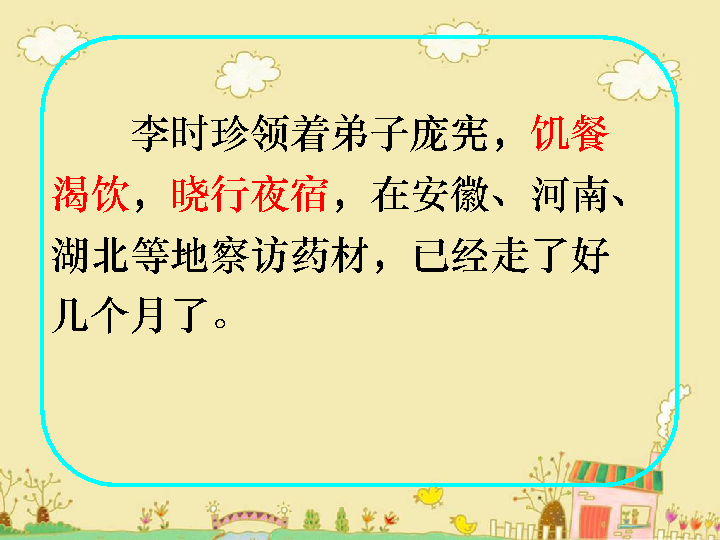 李时珍领着弟子庞宪，饥餐
渴饮，晓行夜宿，在安徽、河南、
湖北等地察访药材，已经走了好
几个月了。